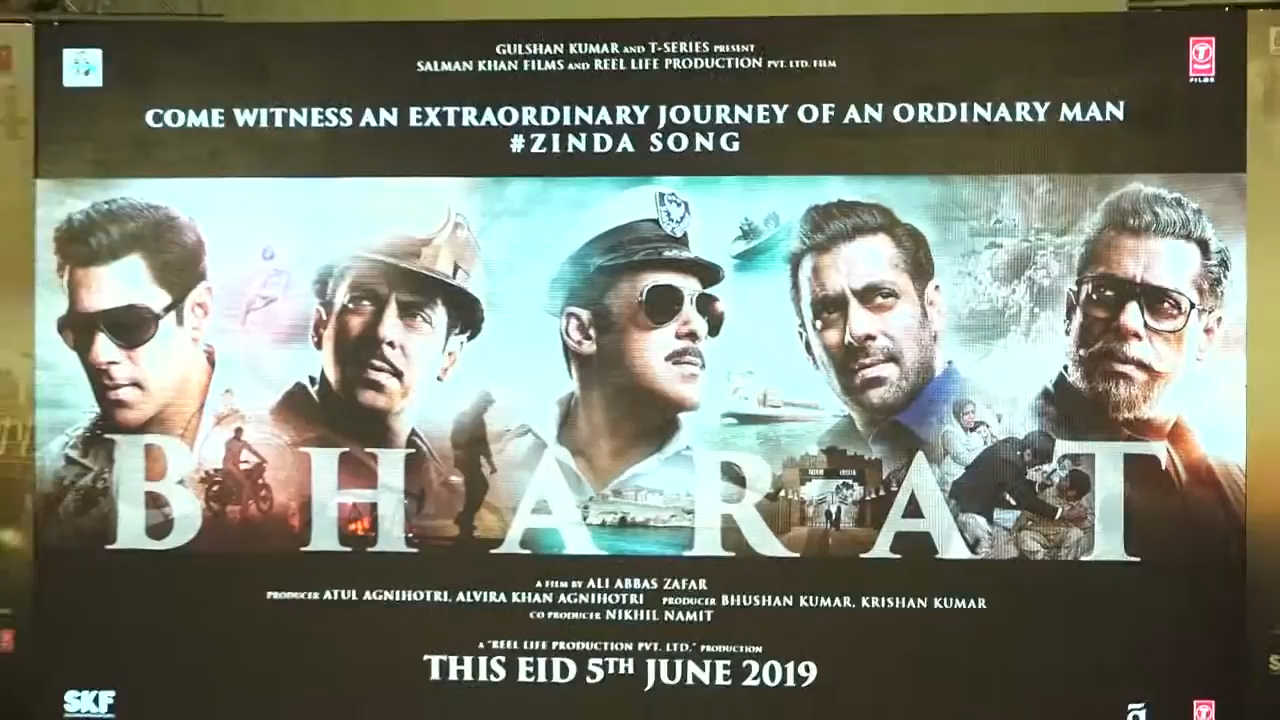 GULSHAN KUMAR AND T-SERIES PRESENT
SALMAN KHAN FILMS AND REEL LIFE PRODUCTION PVT. LTD. FILM
COME WITNESS AN EXTRAORDINARY JOURNEY OF AN ORDINARY MAN
#ZINDA SONG
BHARAT
A FILM BY ALI ABBAS ZAFAR
PRODUCER ATUL AGNIHOTRI, ALVIRA KHAN AGNIHOTRI PRODUCER BHUSHAN KUMAR, KRISHAN KUMAR
CO PRODUCER NIKHIL NAMIT
A "REEL LIFE PRODUCTION PVT. LTD." PRODUCTION
THIS EID 5TH JUNE 2019
SKF